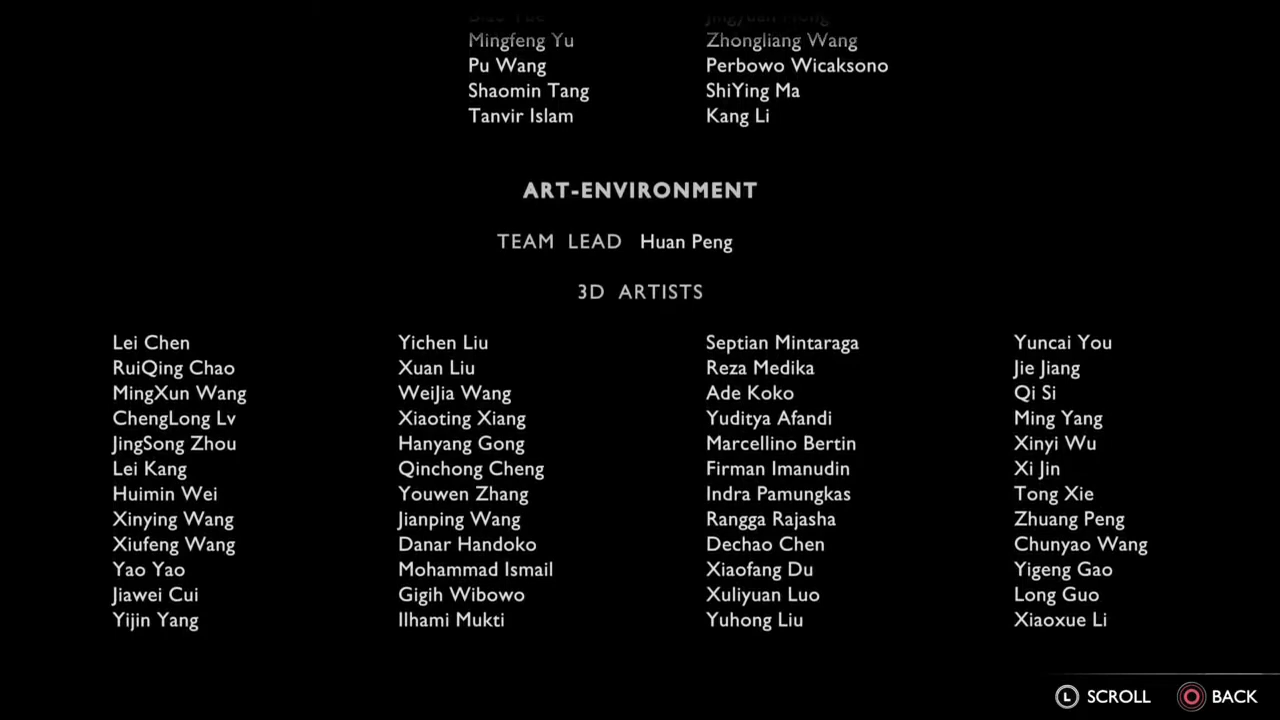 Mingfeng Yu Zhongliang Wang
Pu Wang Perbowo Wicaksono
Shaomin Tang ShiYing Ma
Tanvir Islam Kang Li
ART-ENVIRONMENT
TEAM LEAD Huan Peng
3D ARTISTS
Lei Chen Yichen Liu Septian Mintaraga Yuncai You
RuiQing Chao Xuan Liu Reza Medika Jie Jiang
MingXun Wang WeiJia Wang Ade Koko Qi Si
ChengLong Lv Xiaoting Xiang Yuditya Afandi Ming Yang
JingSong Zhou Hanyang Gong Marcellino Bertin Xinyi Wu
Lei Kang Qinchong Cheng Firman Imanudin Xi Jin
Huimin Wei Youwen Zhang Indra Pamungkas Tong Xie
Xinying Wang Jianping Wang Rangga Rajasha Zhuang Peng
Xiufeng Wang Danar Handoko Dechao Chen Chunyao Wang
Yao Yao Mohammad Ismail Xiaofang Du Yigeng Gao
Jiawei Cui Gigih Wibowo Xuliyuan Luo Long Guo
Yijin Yang Ilhami Mukti Yuhong Liu Xiaoxue Li
L SCROLL BACK